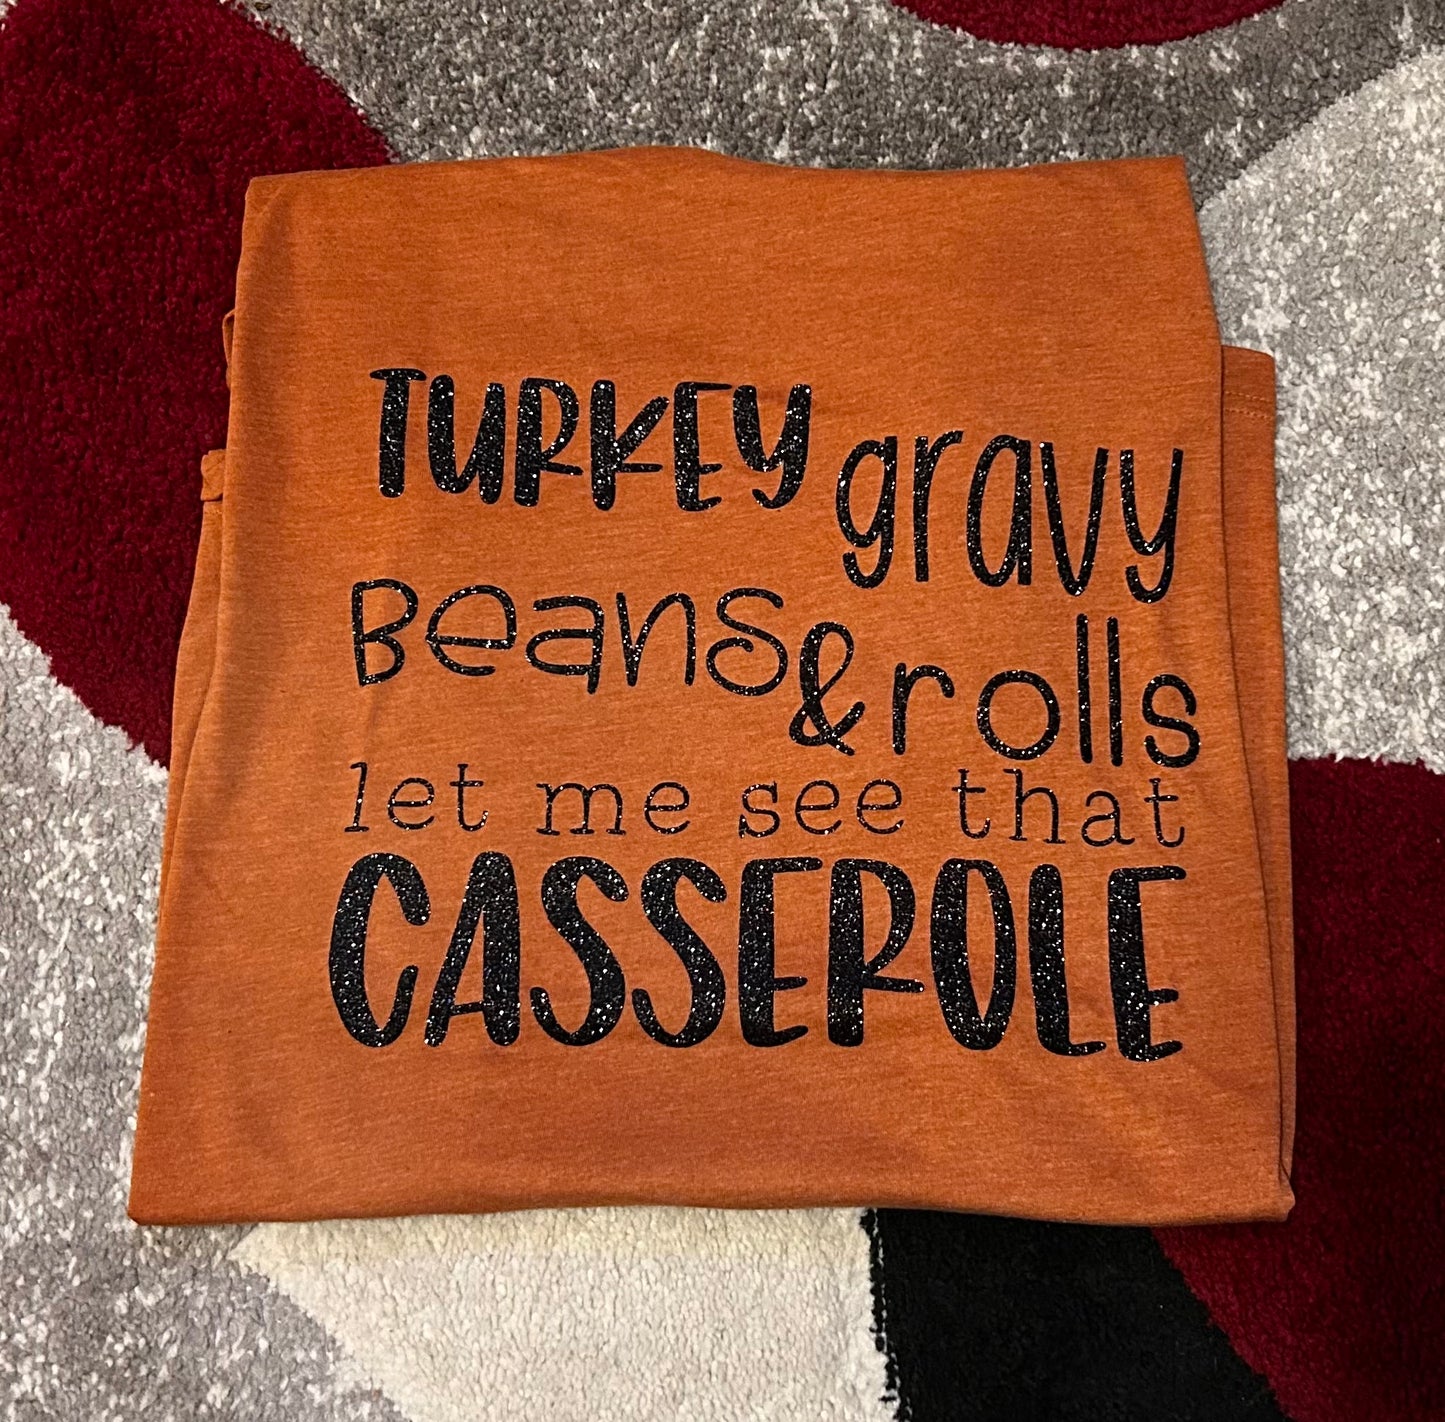 TURKEY gravy
Beans & rolls
let me see that
CASSEROLE